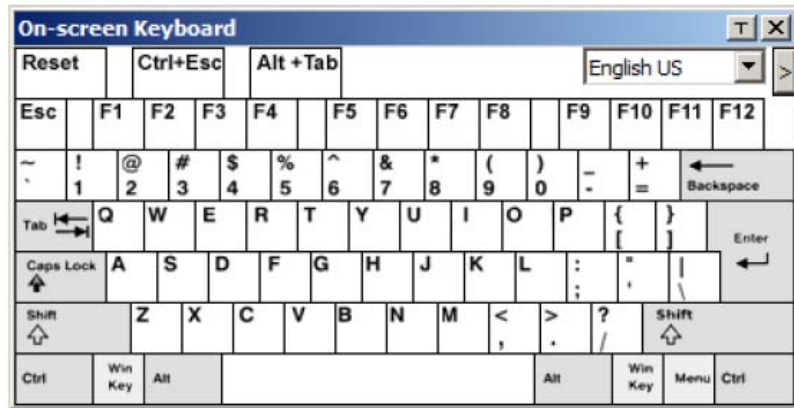 On-screen Keyboard T X
Reset Ctrl+Esc Alt +Tab English US >
Esc F1 F2 F3 F4 F5 F6 F7 F8 F9 F10 F11 F12
~ ! @ # $ % ^ & * ( ) _ +
` 1 2 3 4 5 6 7 8 9 0 - = Backspace
Tab Q W E R T Y U I O P { }
[ ] Enter
Caps Lock A S D F G H J K L : " |
; ' \
Shift Z X C V B N M < > ? Shift
, . /
Ctrl Win Key Alt Alt Win Key Menu Ctrl